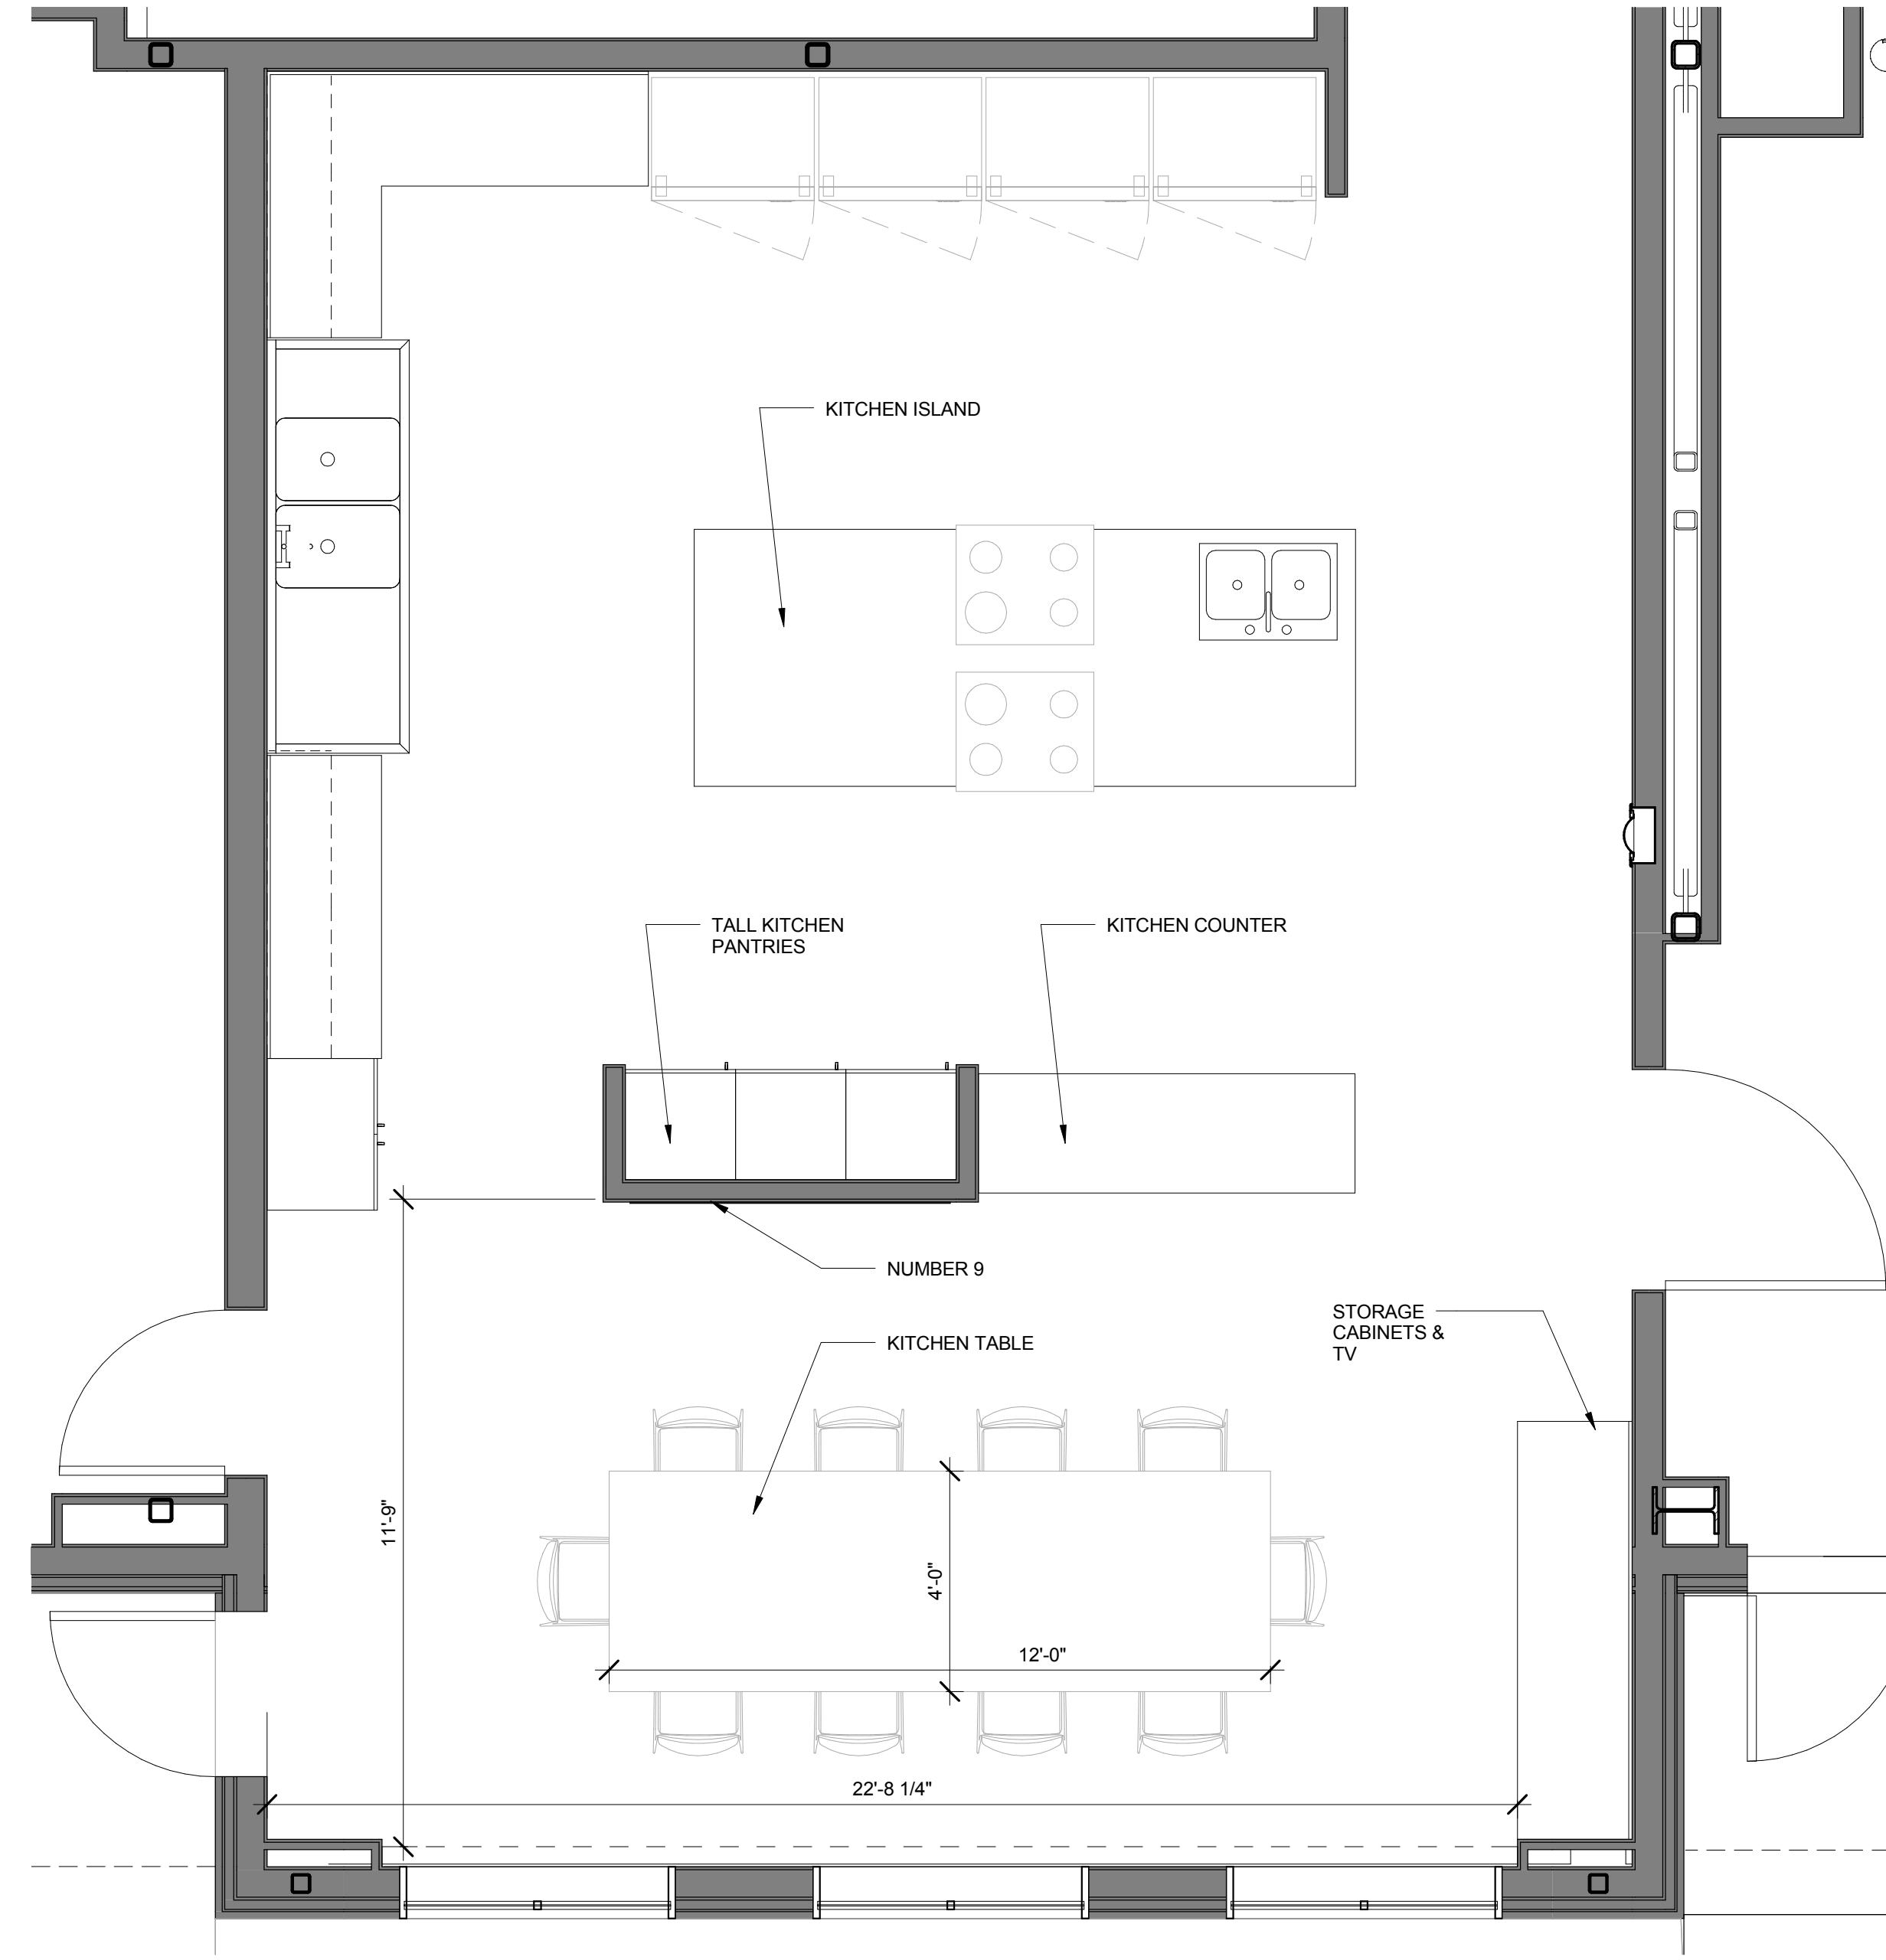 KITCHEN ISLAND
TALL KITCHEN
PANTRIES
KITCHEN COUNTER
NUMBER 9
STORAGE
CABINETS &
TV
KITCHEN TABLE
11'-9"
4'-0"
12'-0"
22'-8 1/4"